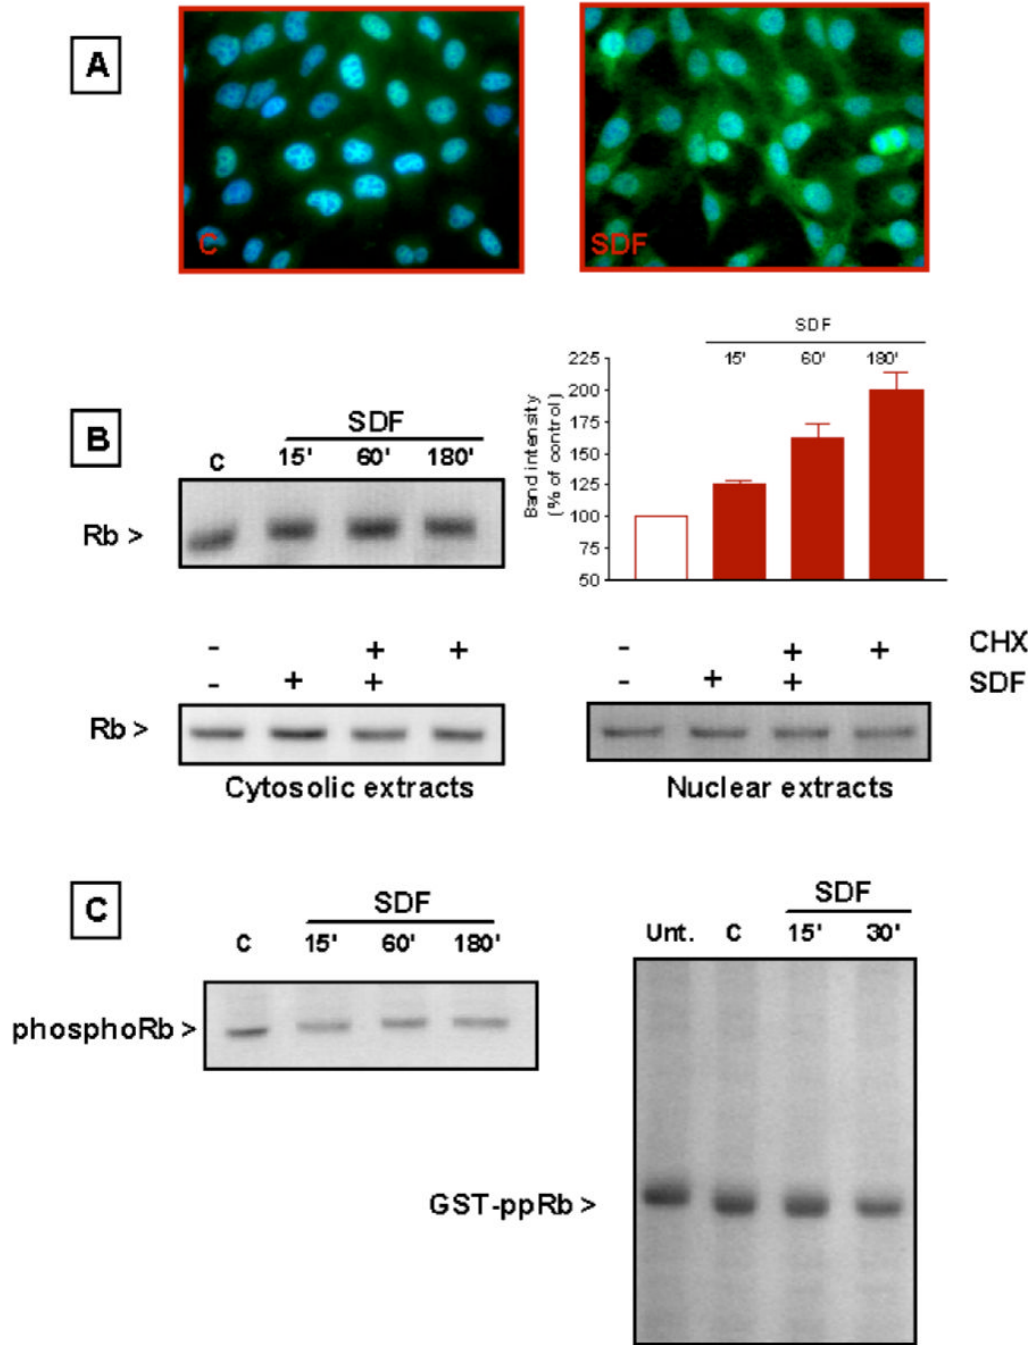 A
C
SDF
B
SDF
C 15' 60' 180'
Rb >
SDF
15' 60' 180'
Band intensity
(% of control)
225
200
175
150
125
100
75
50
- + +
- + +
Rb >
Cytosolic extracts
- + + CHX
- + + SDF
Nuclear extracts
C
SDF
C 15' 60' 180'
phosphoRb >
SDF
Unt. C 15' 30'
GST-ppRb >